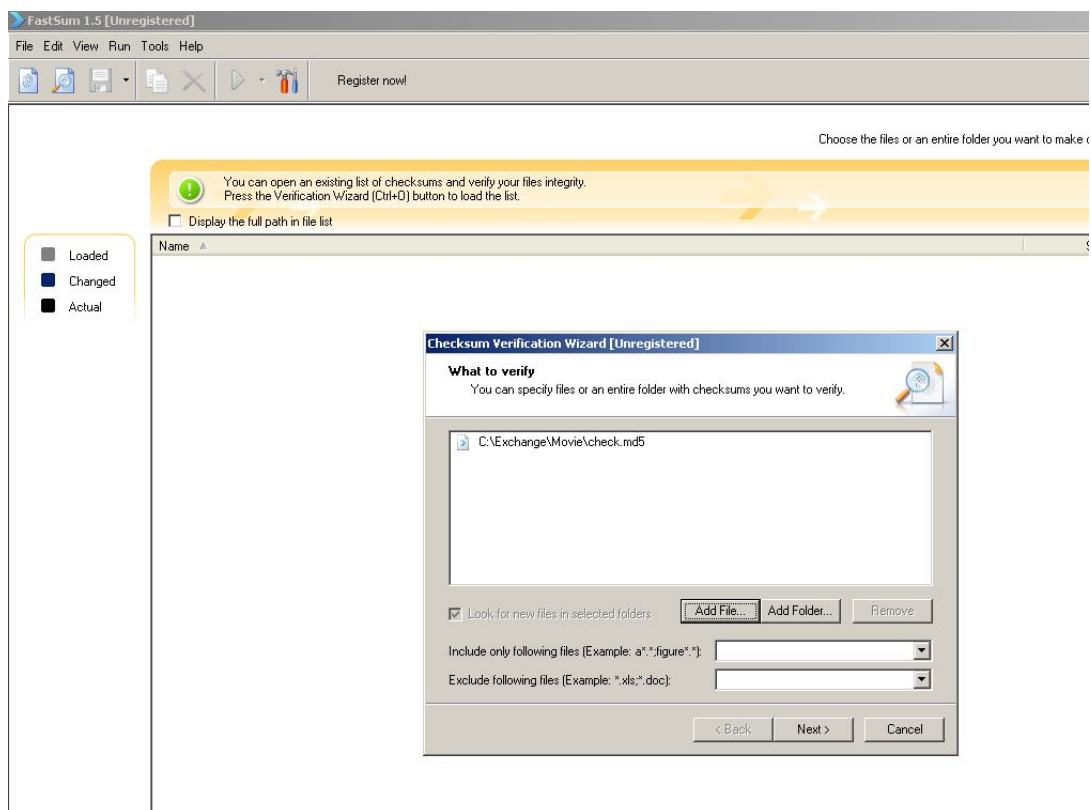 FastSum 1.5 [Unregistered]
File Edit View Run Tools Help
Register now!
Choose the files or an entire folder you want to make
You can open an existing list of checksums and verify your files integrity.
Press the Verification Wizard (Ctrl+O) button to load the list.
Display the full path in file list
Name
Loaded
Changed
Actual
Checksum Verification Wizard [Unregistered]
What to verify
You can specify files or an entire folder with checksums you want to verify.
C:\Exchange\Movie\check.md5
Look for new files in selected folders
Add File... Add Folder... Remove
Include only following files (Example: a*.*;figure*.*):
Exclude following files (Example: *.xls;*.doc):
< Back Next > Cancel